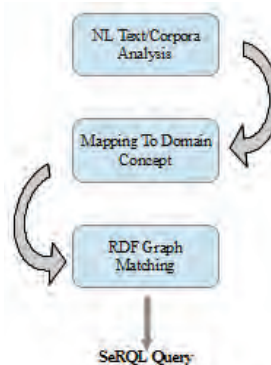 NL Text/Corpora
Analysis
Mapping To Domain
Concept
RDF Graph
Matching
SeRQL Query